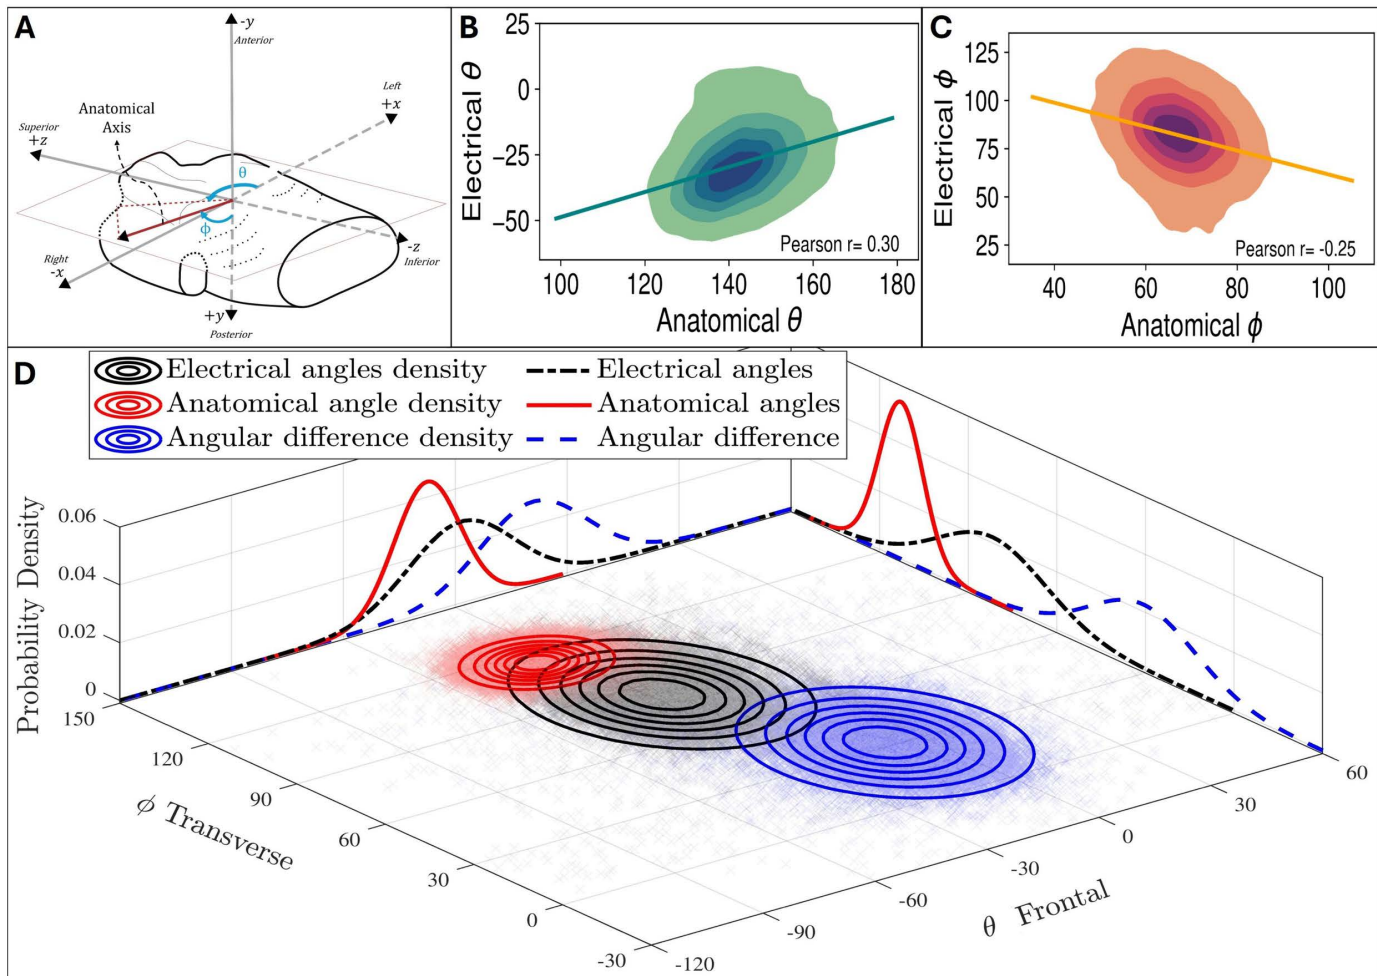 A
-y
Anterior
Left
+x
Anatomical
Axis
Superior
+z
θ
ϕ
Right
-x
-z
Inferior
+y
Posterior
B
25
0
−25
−50
Electrical θ
Pearson r= 0.30
100 120 140 160 180
Anatomical θ
C
125
100
75
50
25
Electrical ϕ
Pearson r= -0.25
40 60 80 100
Anatomical ϕ
D
Electrical angles density
Electrical angles
Anatomical angle density
Anatomical angles
Angular difference density
Angular difference
Probability Density
0.06
0.04
0.02
0
150
120
90
60
30
0
-30
ϕ Transverse
-120
-90
-60
-30
0
30
60
θ Frontal